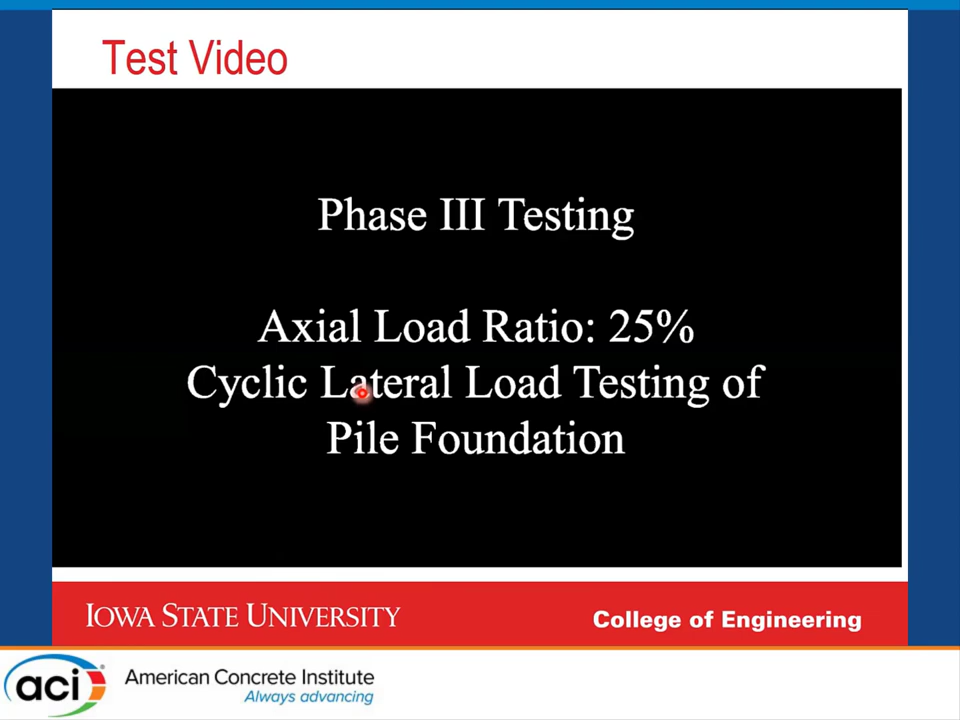 Test Video
Phase III Testing
Axial Load Ratio: 25%
Cyclic Lateral Load Testing of
Pile Foundation
IOWA STATE UNIVERSITY
College of Engineering
aci
American Concrete Institute
Always advancing